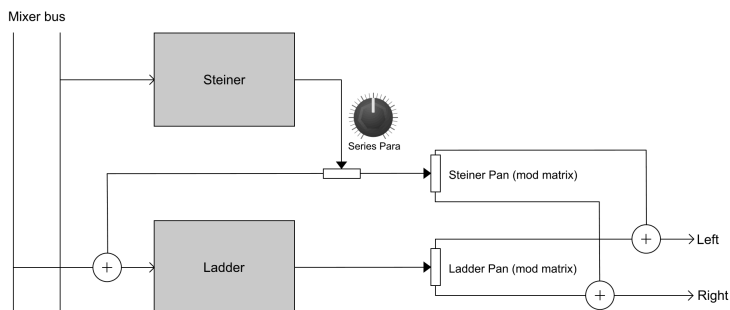 Mixer bus
Steiner
Series Para
Steiner Pan (mod matrix)
Left
Ladder
Ladder Pan (mod matrix)
Right